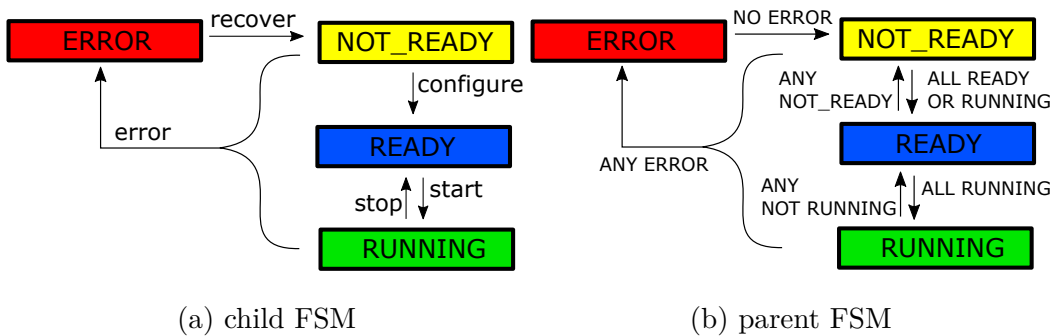 recover
ERROR
NOT_READY
configure
error
READY
stop
start
RUNNING
(a) child FSM
NO ERROR
ERROR
NOT_READY
ANY
NOT_READY
ALL READY
OR RUNNING
READY
ANY ERROR
ANY
NOT RUNNING
ALL RUNNING
RUNNING
(b) parent FSM